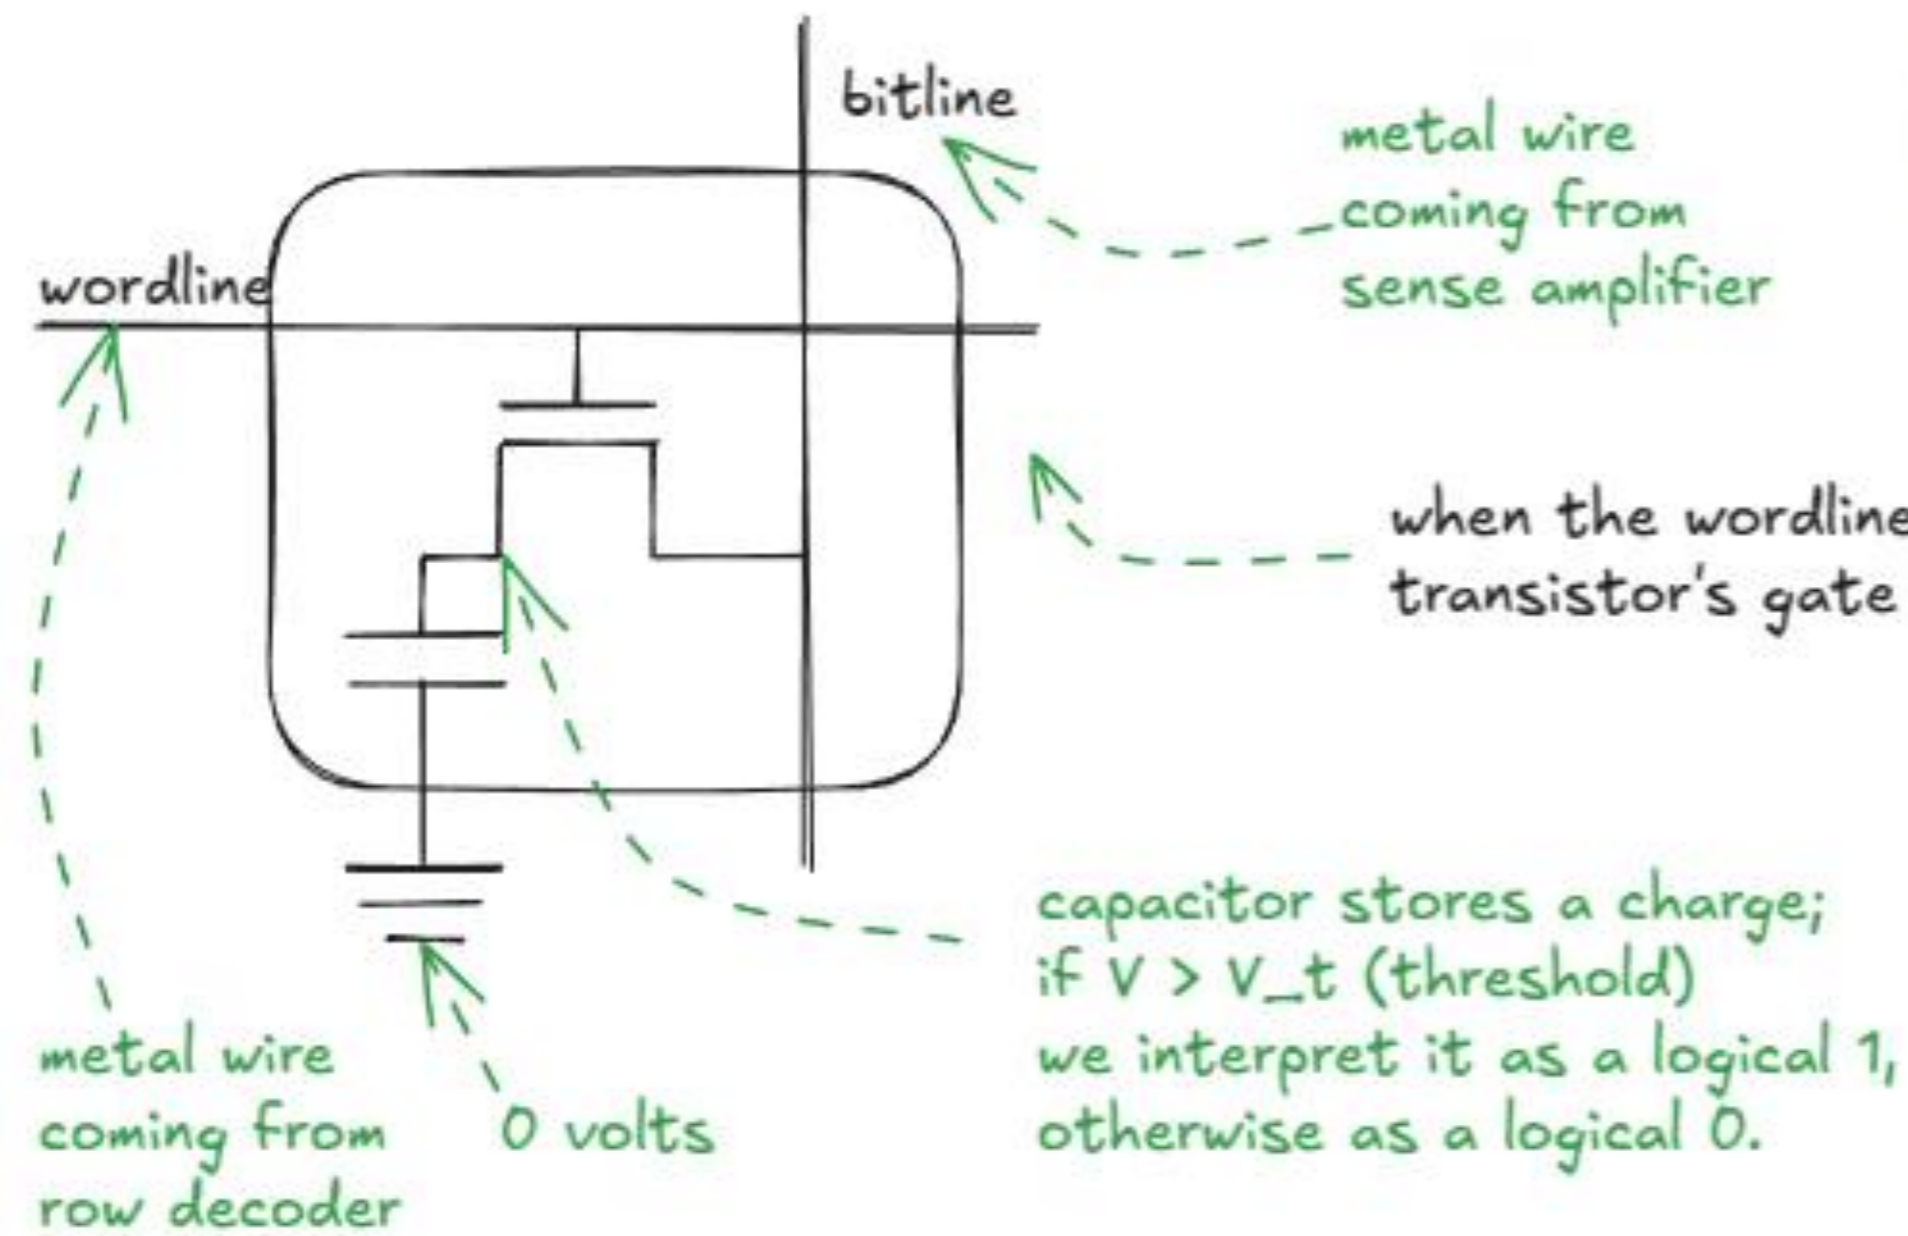 bitline
metal wire
coming from
sense amplifier
wordline
when the wordline
transistor's gate
capacitor stores a charge;
if V > V_t (threshold)
we interpret it as a logical 1,
otherwise as a logical 0.
metal wire
coming from
row decoder
0 volts